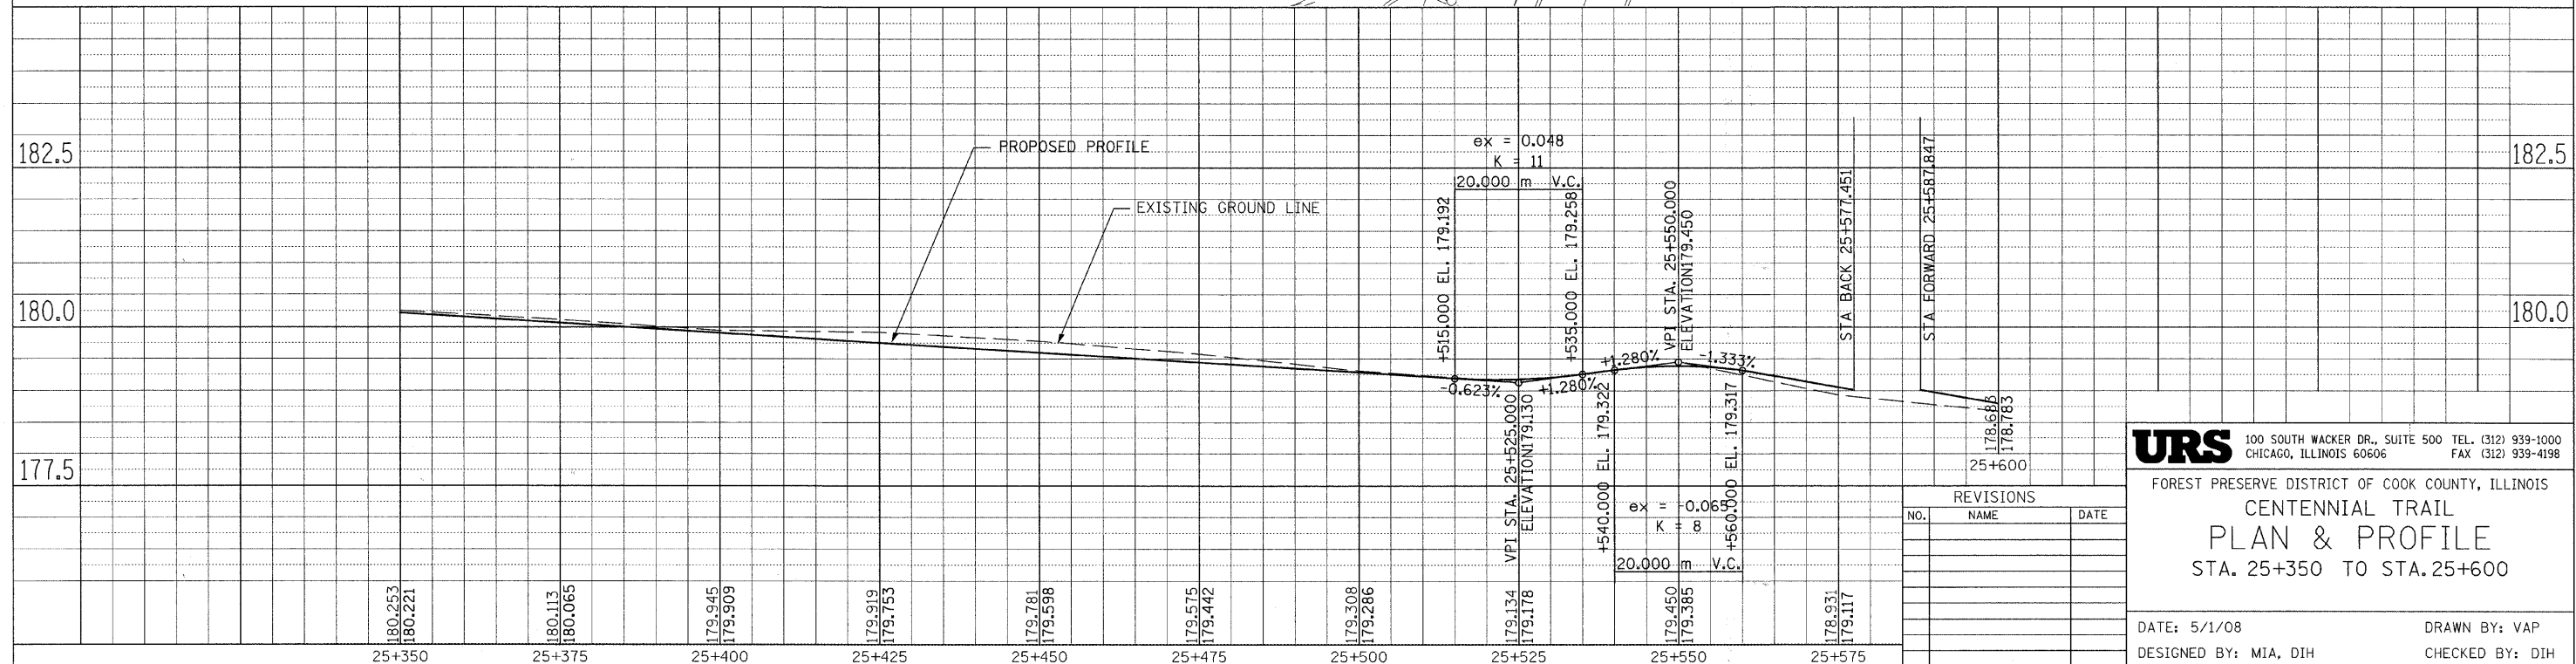 182.5
180.0
177.5
PROPOSED PROFILE
EXISTING GROUND LINE
ex = 0.048
K = 11
20.000 m V.C.
+515.000 EL. 179.192
+535.000 EL. 179.258
VPI STA. 25+550.000
ELEVATION179.450
STA BACK 25+577.451
STA FORWARD 25+587.847
182.5
180.0
-0.623%
+1.280%
+1.280%
-1.333%
VPI STA. 25+525.000
ELEVATION179.130
+540.000 EL. 179.322
+560.000 EL. 179.317
ex = -0.065
K = 8
20.000 m V.C.
178.683
178.783
25+600
180.253
180.221
180.113
180.065
179.945
179.909
179.919
179.753
179.781
179.598
179.575
179.442
179.308
179.286
179.134
179.178
179.450
179.385
178.931
179.117
25+350
25+375
25+400
25+425
25+450
25+475
25+500
25+525
25+550
25+575
REVISIONS
NO. NAME DATE
URS
100 SOUTH WACKER DR., SUITE 500 TEL. (312) 939-1000
CHICAGO, ILLINOIS 60606 FAX (312) 939-4198
FOREST PRESERVE DISTRICT OF COOK COUNTY, ILLINOIS
CENTENNIAL TRAIL
PLAN & PROFILE
STA. 25+350 TO STA. 25+600
DATE: 5/1/08 DRAWN BY: VAP
DESIGNED BY: MIA, DIH CHECKED BY: DIH